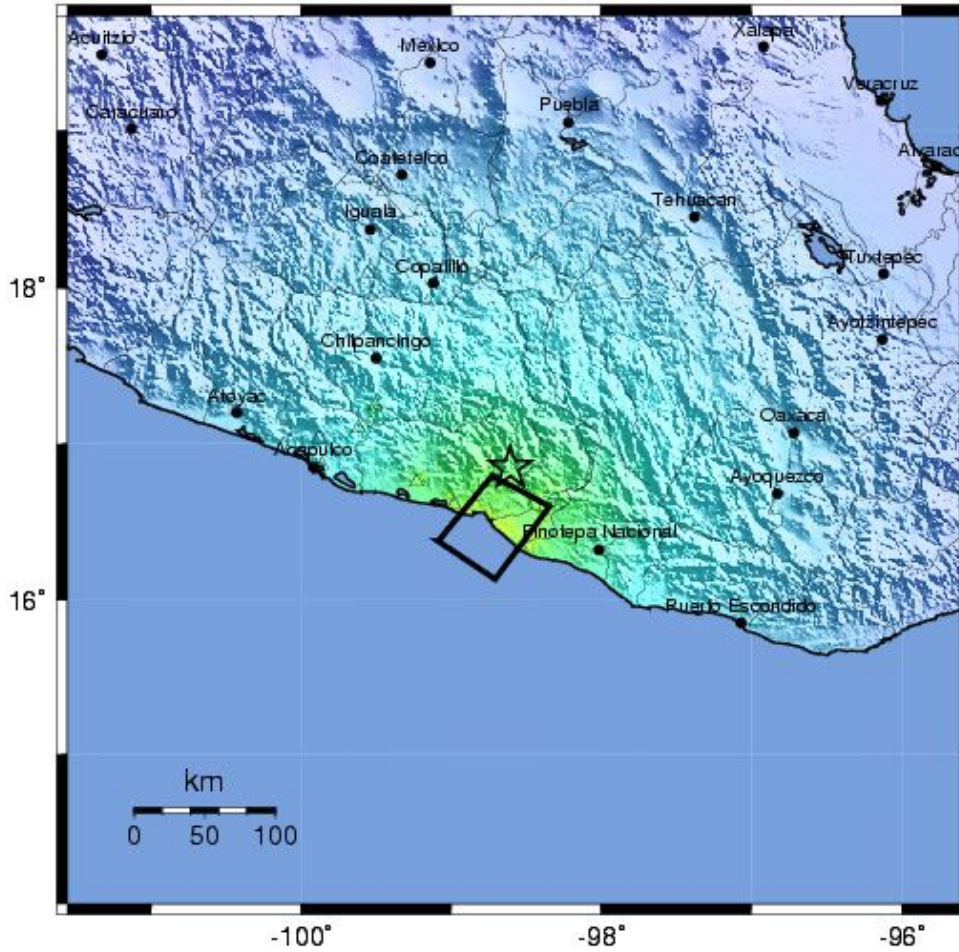 Acuitzio
Mexico
Xalapa
Veracruz
Caracuaro
Puebla
Alvarad
Coatetelco
Tehuacan
Iguala
Tuxtepec
Copalillo
18°
Ayotzintepec
Chilpancingo
Atoyac
Oaxaca
Acapulco
Ayoquezco
Pinotepa Nacional
16°
Puerto Escondido
km
0 50 100
-100° -98° -96°